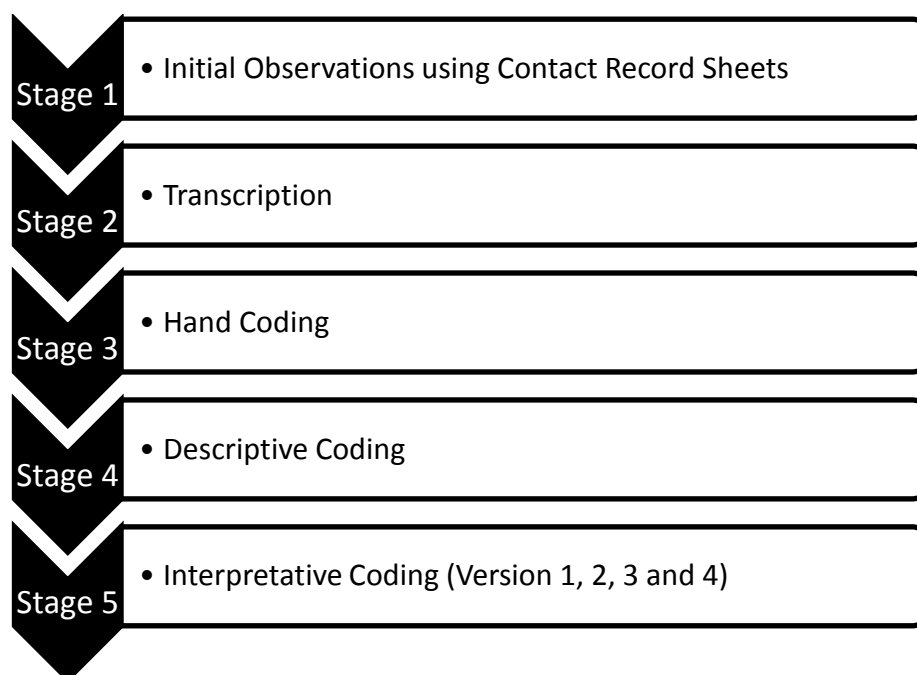 Stage 1
• Initial Observations using Contact Record Sheets
Stage 2
• Transcription
Stage 3
• Hand Coding
Stage 4
• Descriptive Coding
Stage 5
• Interpretative Coding (Version 1, 2, 3 and 4)